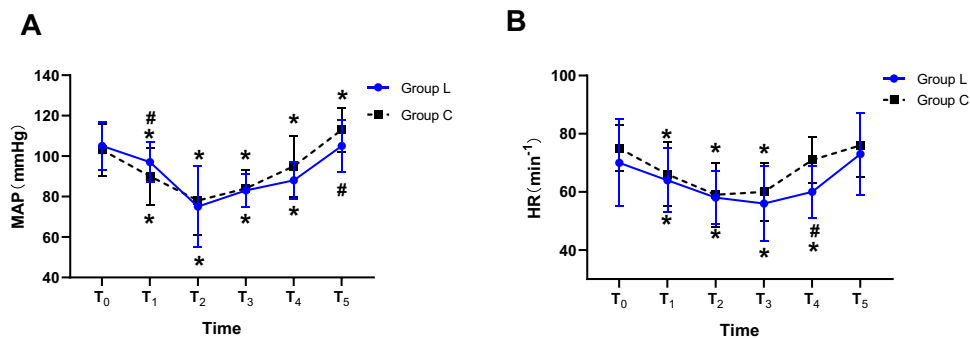 A
MAP(mmHg)
140
120
100
80
60
40
#
*
*
*
*
*
*
*
*
*
#
T₀ T₁ T₂ T₃ T₄ T₅
Time
Group L
Group C
B
HR(min⁻¹)
100
80
60
40
*
*
*
*
*
*
#
*
T₀ T₁ T₂ T₃ T₄ T₅
Time
Group L
Group C